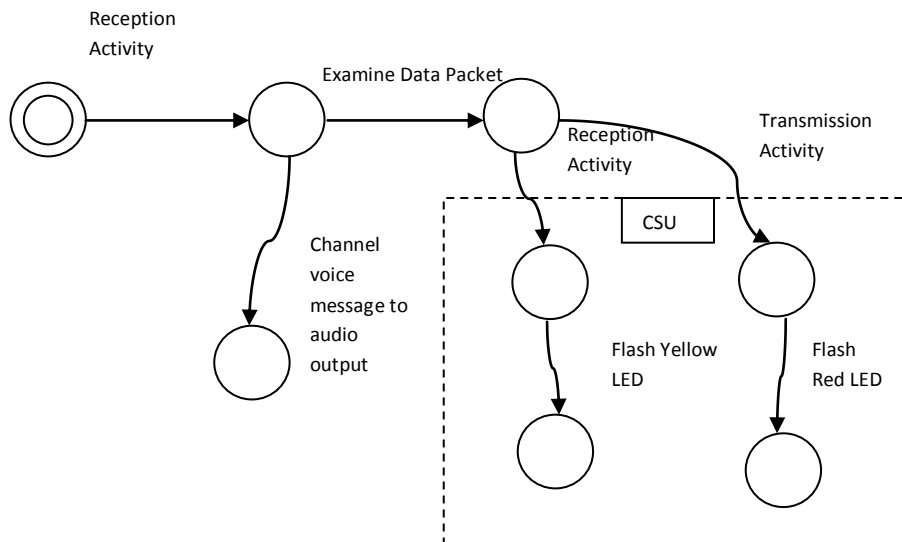 Reception
Activity
Examine Data Packet
Reception
Activity
Transmission
Activity
CSU
Channel
voice
message to
audio
output
Flash Yellow
LED
Flash
Red LED